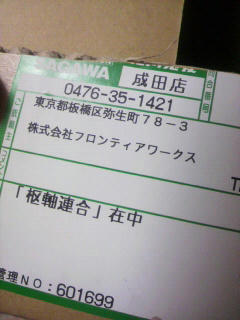 SAGAWA 成田店
0476-35-1421
東京都板橋区弥生町78-3
株式会社フロンティアワークス
「枢軸連合」在中
管理NO:601699